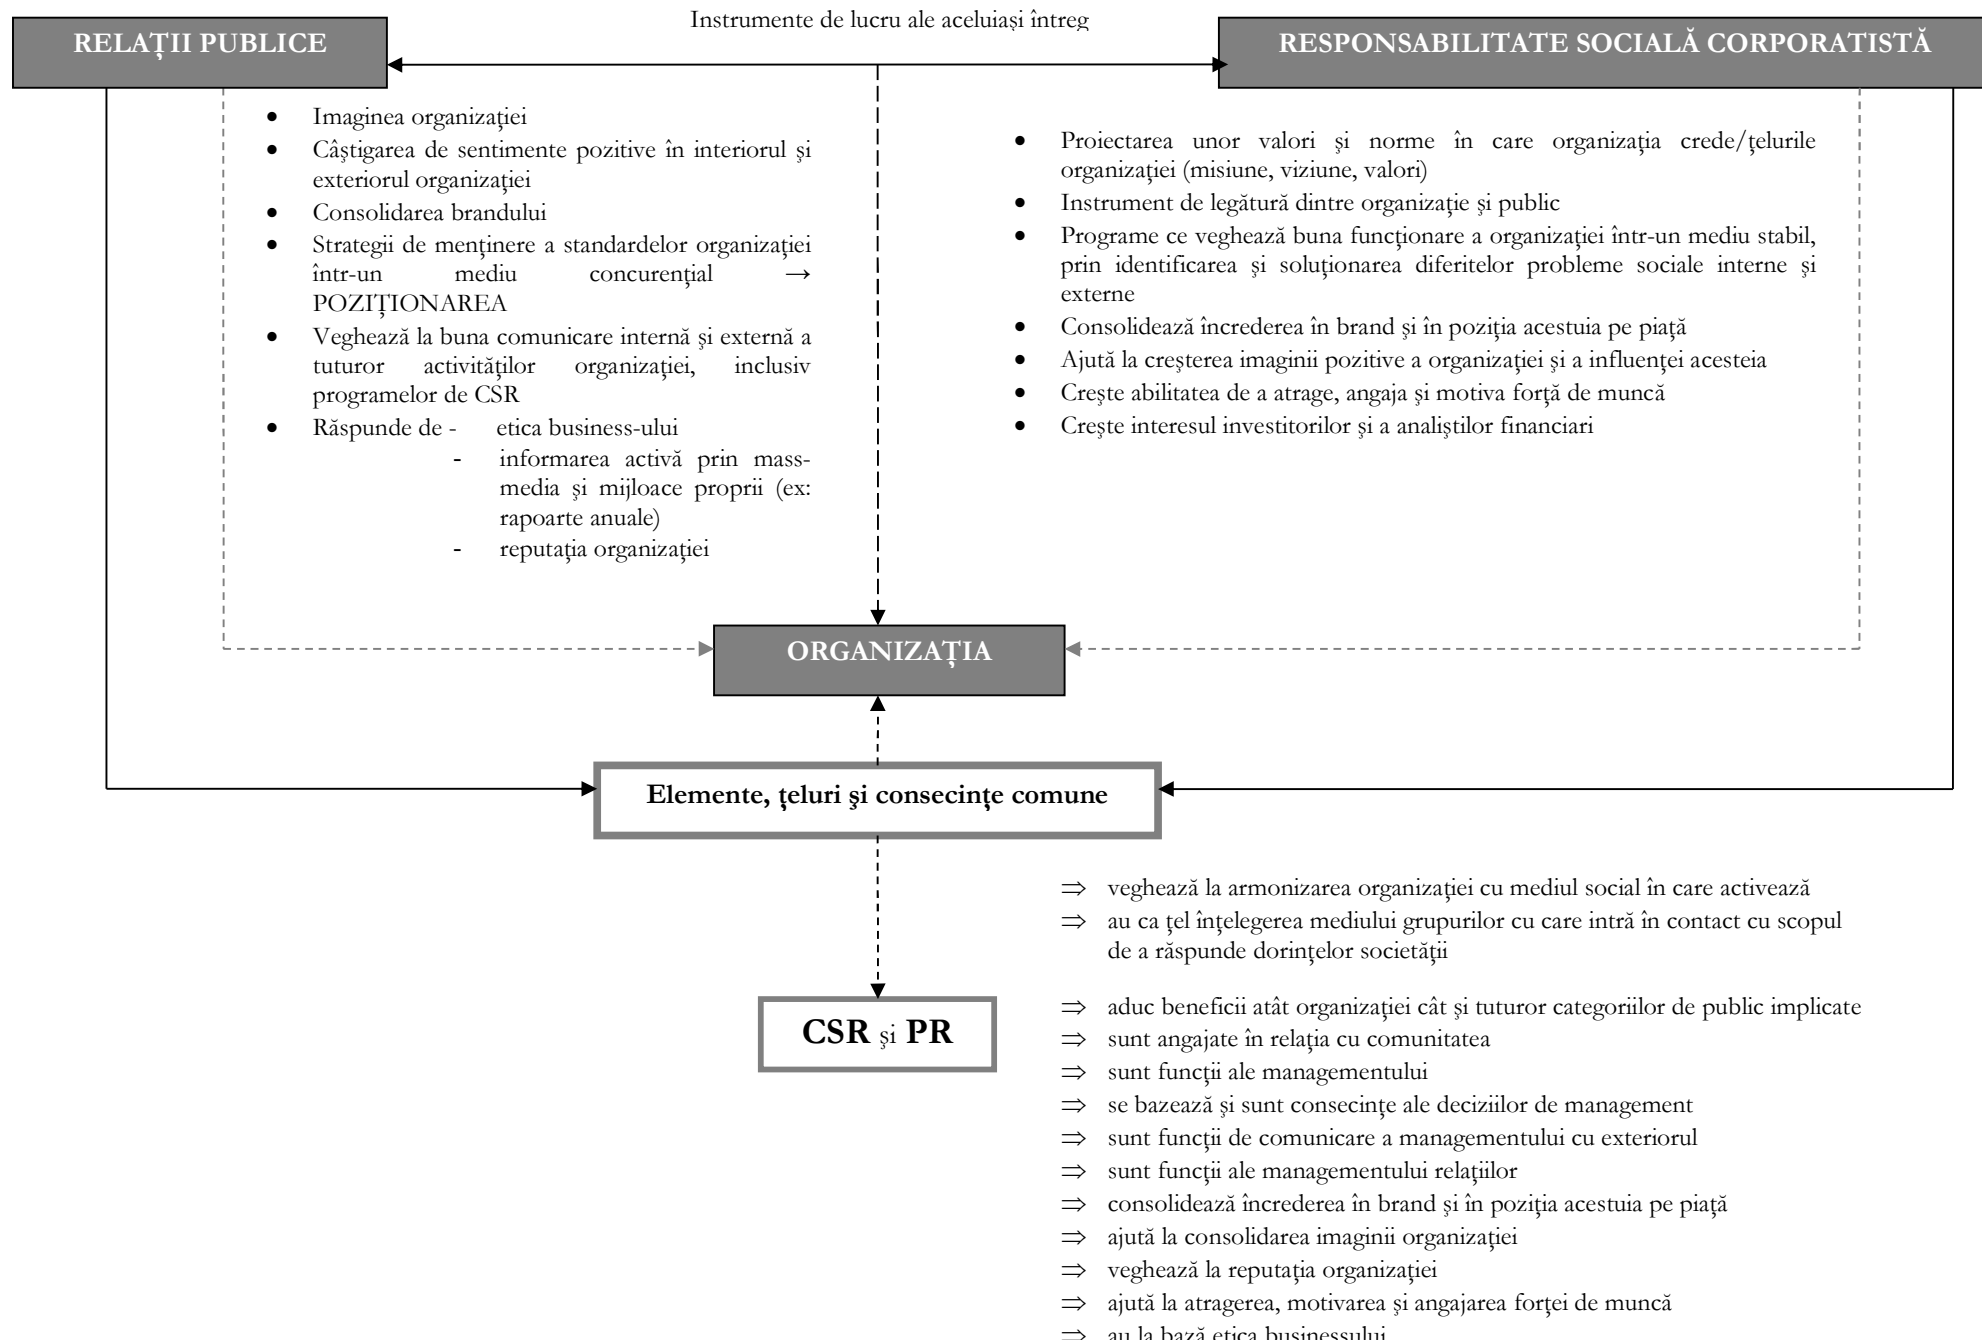 Instrumente de lucru ale aceluiași întreg
RELAȚII PUBLICE
RESPONSABILITATE SOCIALĂ CORPORATISTĂ
• Imaginea organizației
• Câștigarea de sentimente pozitive în interiorul și
exteriorul organizației
• Consolidarea brandului
• Strategii de menținere a standardelor organizației
într-un mediu concurențial →
POZIȚIONAREA
• Veghează la buna comunicare internă și externă a
tuturor activităților organizației, inclusiv
programelor de CSR
• Răspunde de - etica business-ului
- informarea activă prin mass-
media și mijloace proprii (ex:
rapoarte anuale)
- reputația organizației
• Proiectarea unor valori și norme în care organizația crede/țelurile
organizației (misiune, viziune, valori)
• Instrument de legătură dintre organizație și public
• Programe ce veghează buna funcționare a organizației într-un mediu stabil,
prin identificarea și soluționarea diferitelor probleme sociale interne și
externe
• Consolidează încrederea în brand și în poziția acestuia pe piață
• Ajută la creșterea imaginii pozitive a organizației și a influenței acesteia
• Crește abilitatea de a atrage, angaja și motiva forță de muncă
• Crește interesul investitorilor și a analiștilor financiari
ORGANIZAȚIA
Elemente, țeluri și consecințe comune
CSR și PR
⇒ veghează la armonizarea organizației cu mediul social în care activează
⇒ au ca țel înțelegerea mediului grupurilor cu care intră în contact cu scopul
de a răspunde dorințelor societății
⇒ aduc beneficii atât organizației cât și tuturor categoriilor de public implicate
⇒ sunt angajate în relația cu comunitatea
⇒ sunt funcții ale managementului
⇒ se bazează și sunt consecințe ale deciziilor de management
⇒ sunt funcții de comunicare a managementului cu exteriorul
⇒ sunt funcții ale managementului relațiilor
⇒ consolidează încrederea în brand și în poziția acestuia pe piață
⇒ ajută la consolidarea imaginii organizației
⇒ veghează la reputația organizației
⇒ ajută la atragerea, motivarea și angajarea forței de muncă
⇒ au la bază etica businessului